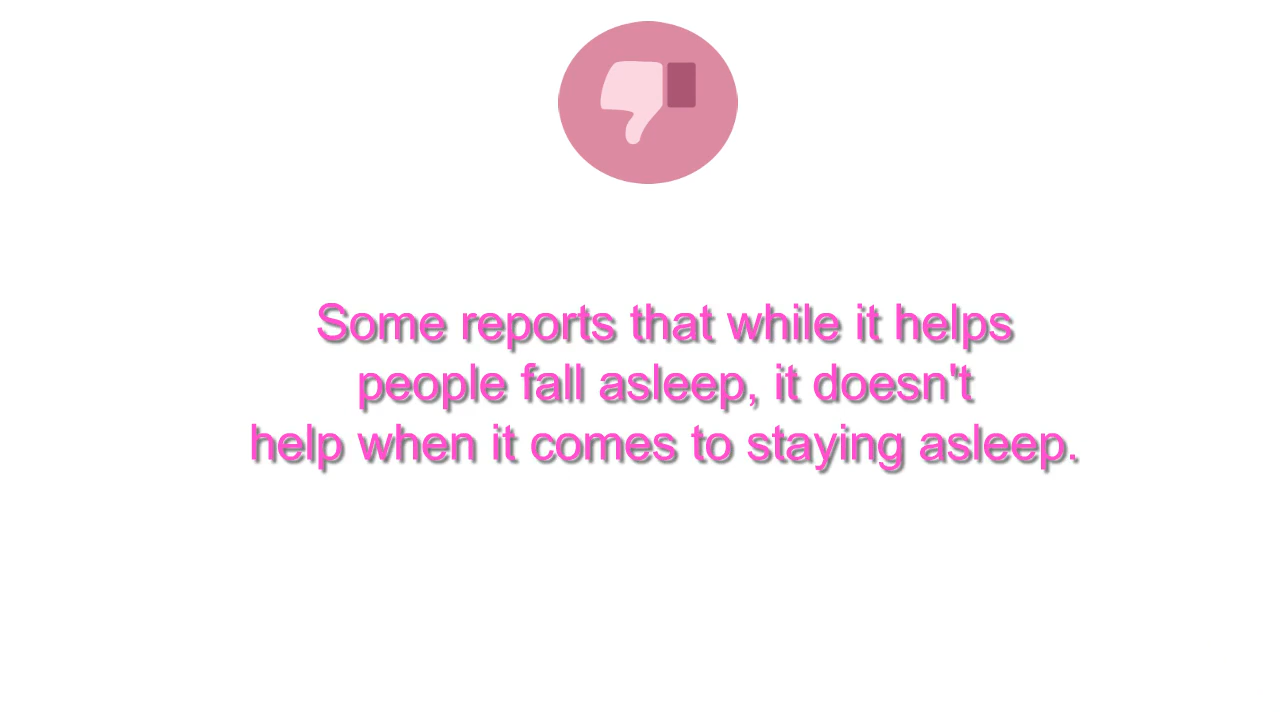 Some reports that while it helps
people fall asleep, it doesn't
help when it comes to staying asleep.